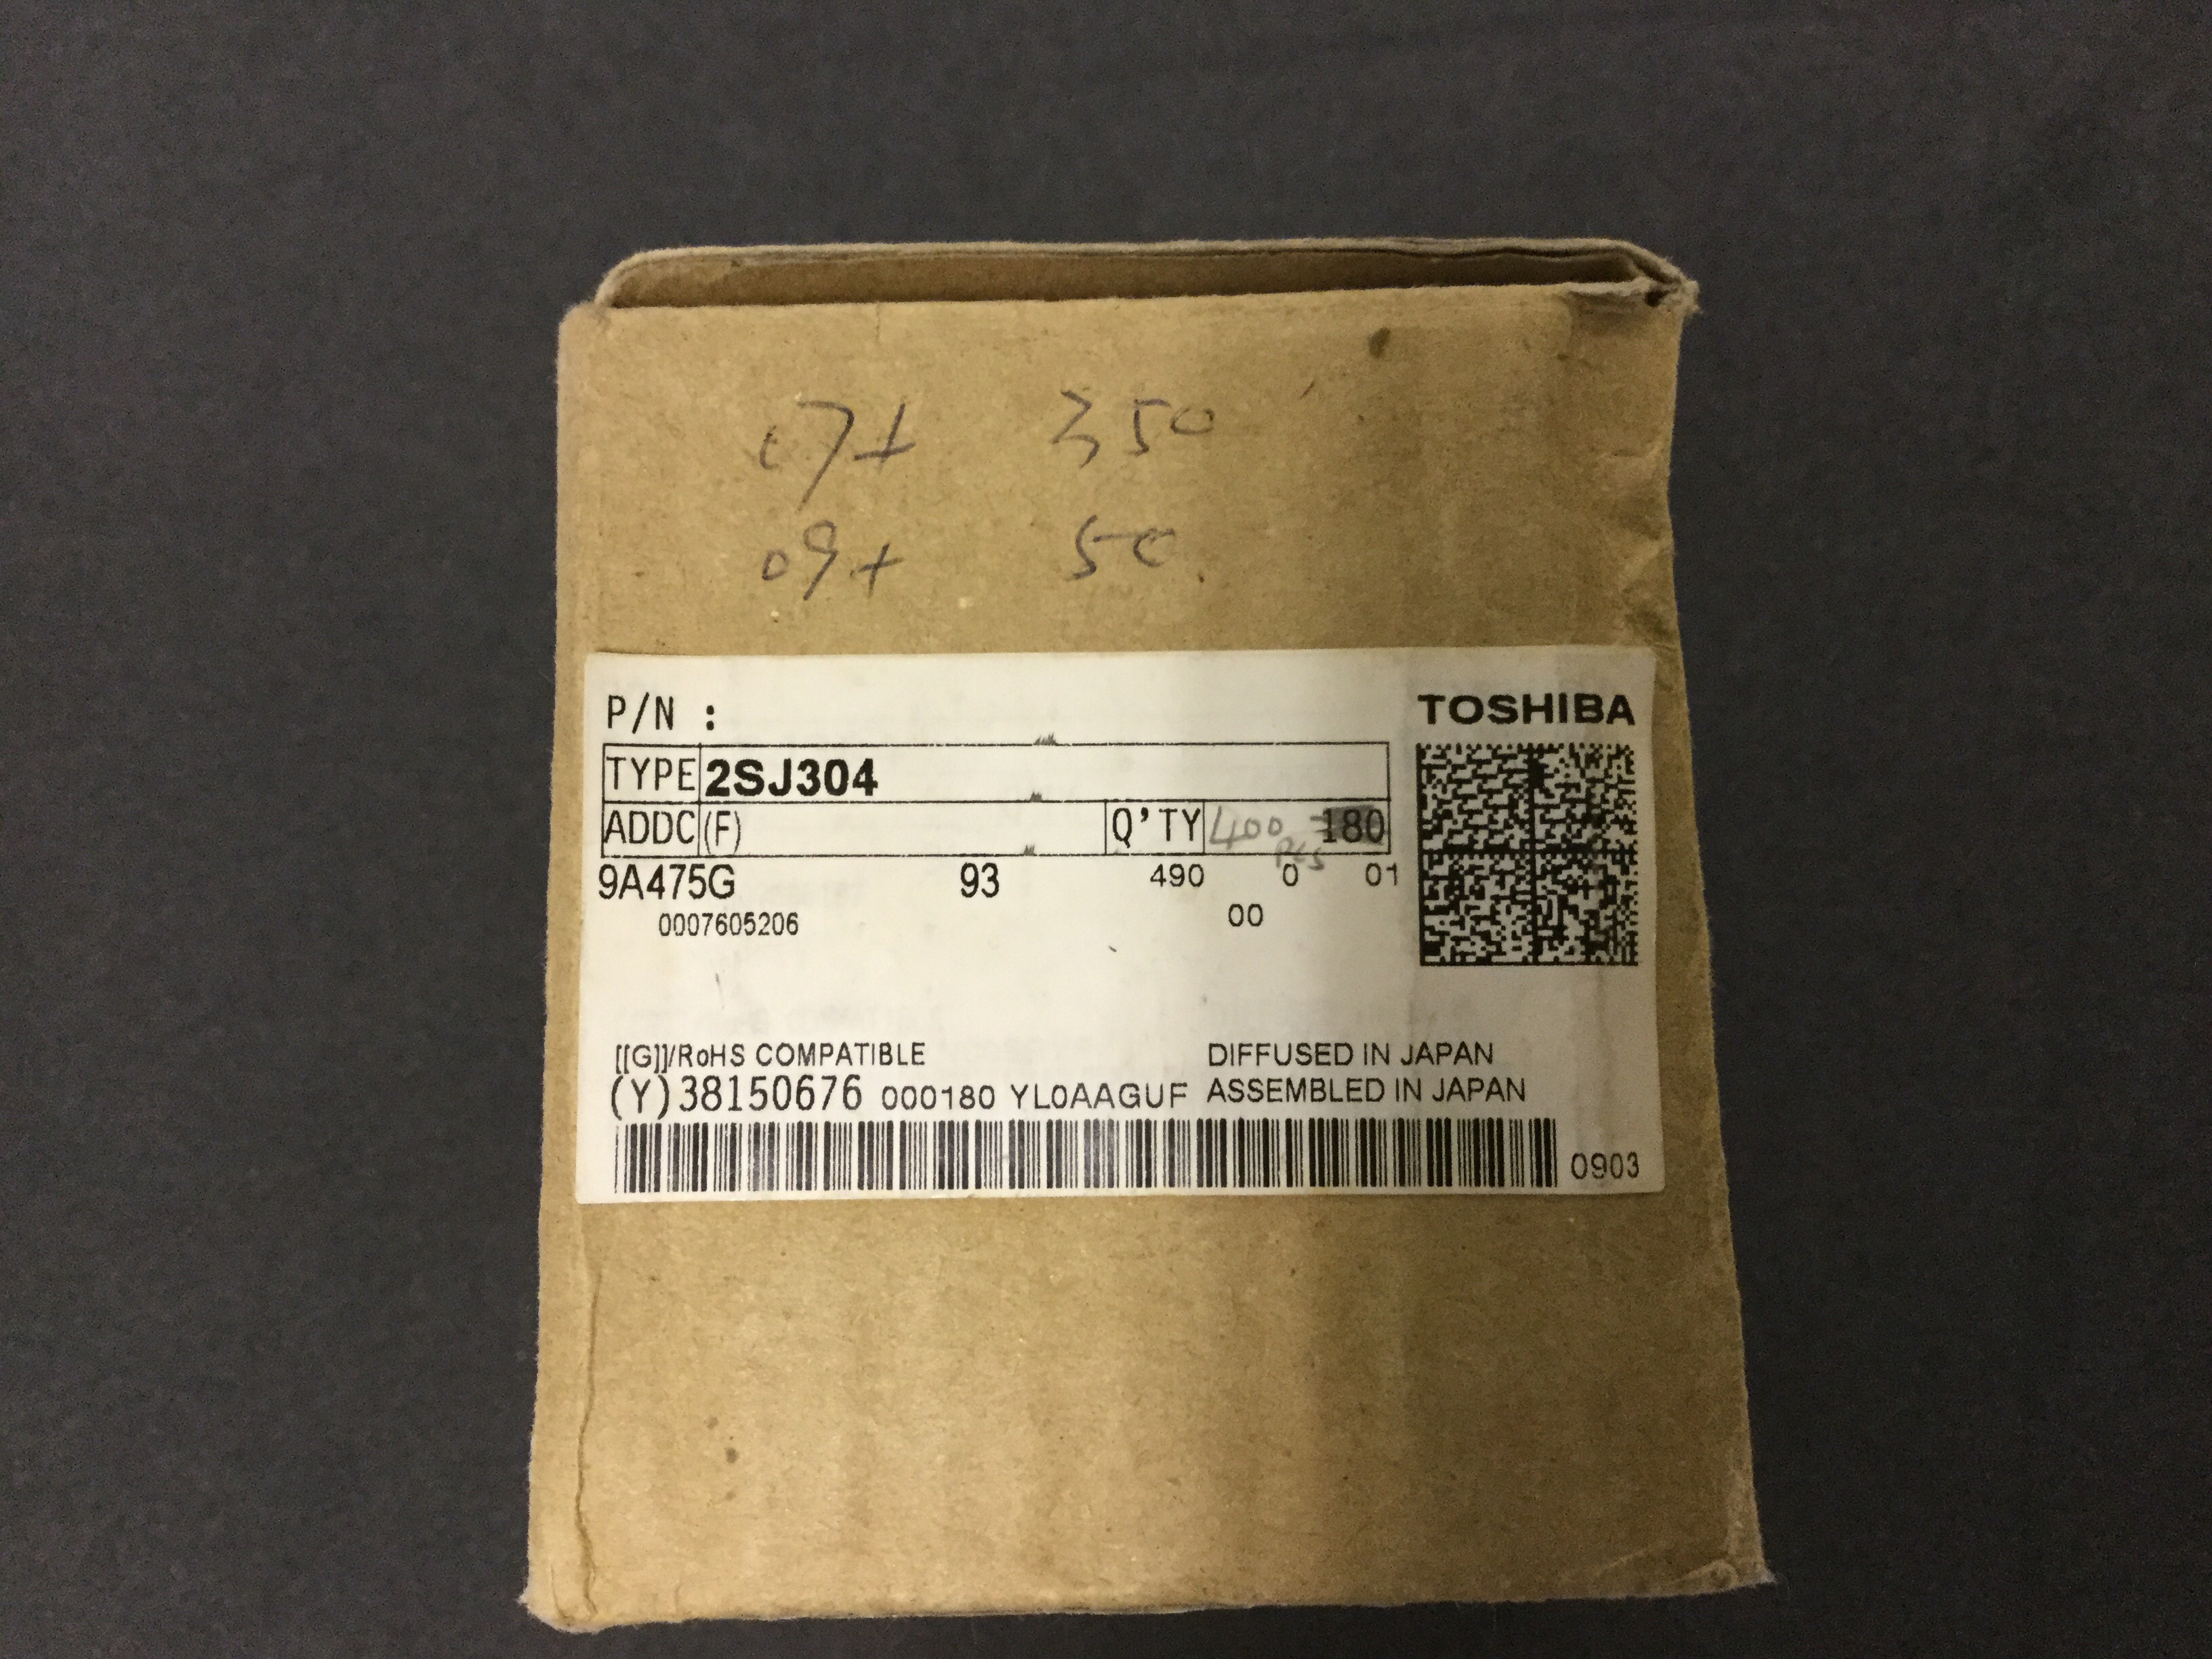 07+ 350
09+ 50
P/N :
TOSHIBA
TYPE 2SJ304
ADDC (F) Q'TY 400 PCS 180
9A475G 93 490 0 01
0007605206 00
[[G]]/RoHS COMPATIBLE DIFFUSED IN JAPAN
(Y)38150676 000180 YL0AAGUF ASSEMBLED IN JAPAN
0903